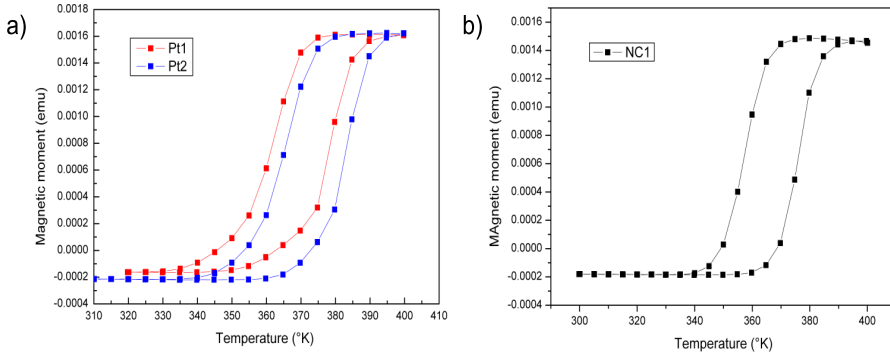 a)
Magnetic moment (emu)
0.0018
0.0016
0.0014
0.0012
0.0010
0.0008
0.0006
0.0004
0.0002
0.0000
-0.0002
-0.0004
Pt1
Pt2
310 320 330 340 350 360 370 380 390 400 410
Temperature (°K)
b)
MAgnetic moment (emu)
0.0016
0.0014
0.0012
0.0010
0.0008
0.0006
0.0004
0.0002
0.0000
-0.0002
-0.0004
NC1
300 320 340 360 380 400
Temperature (°K)